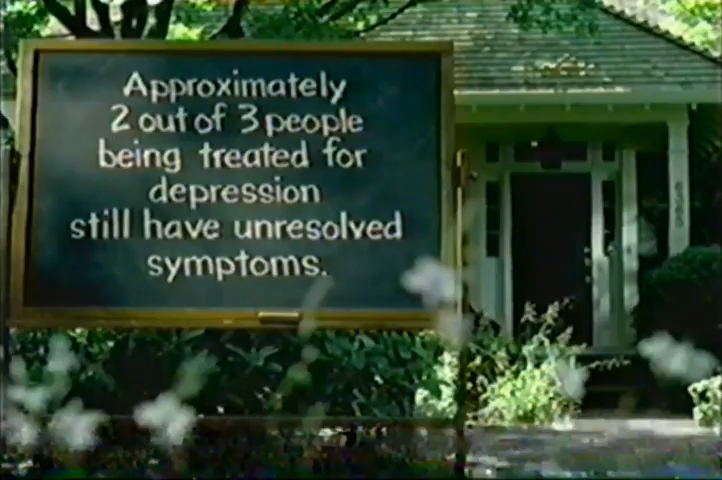 Approximately
2 out of 3 people
being treated for
depression
still have unresolved
symptoms.